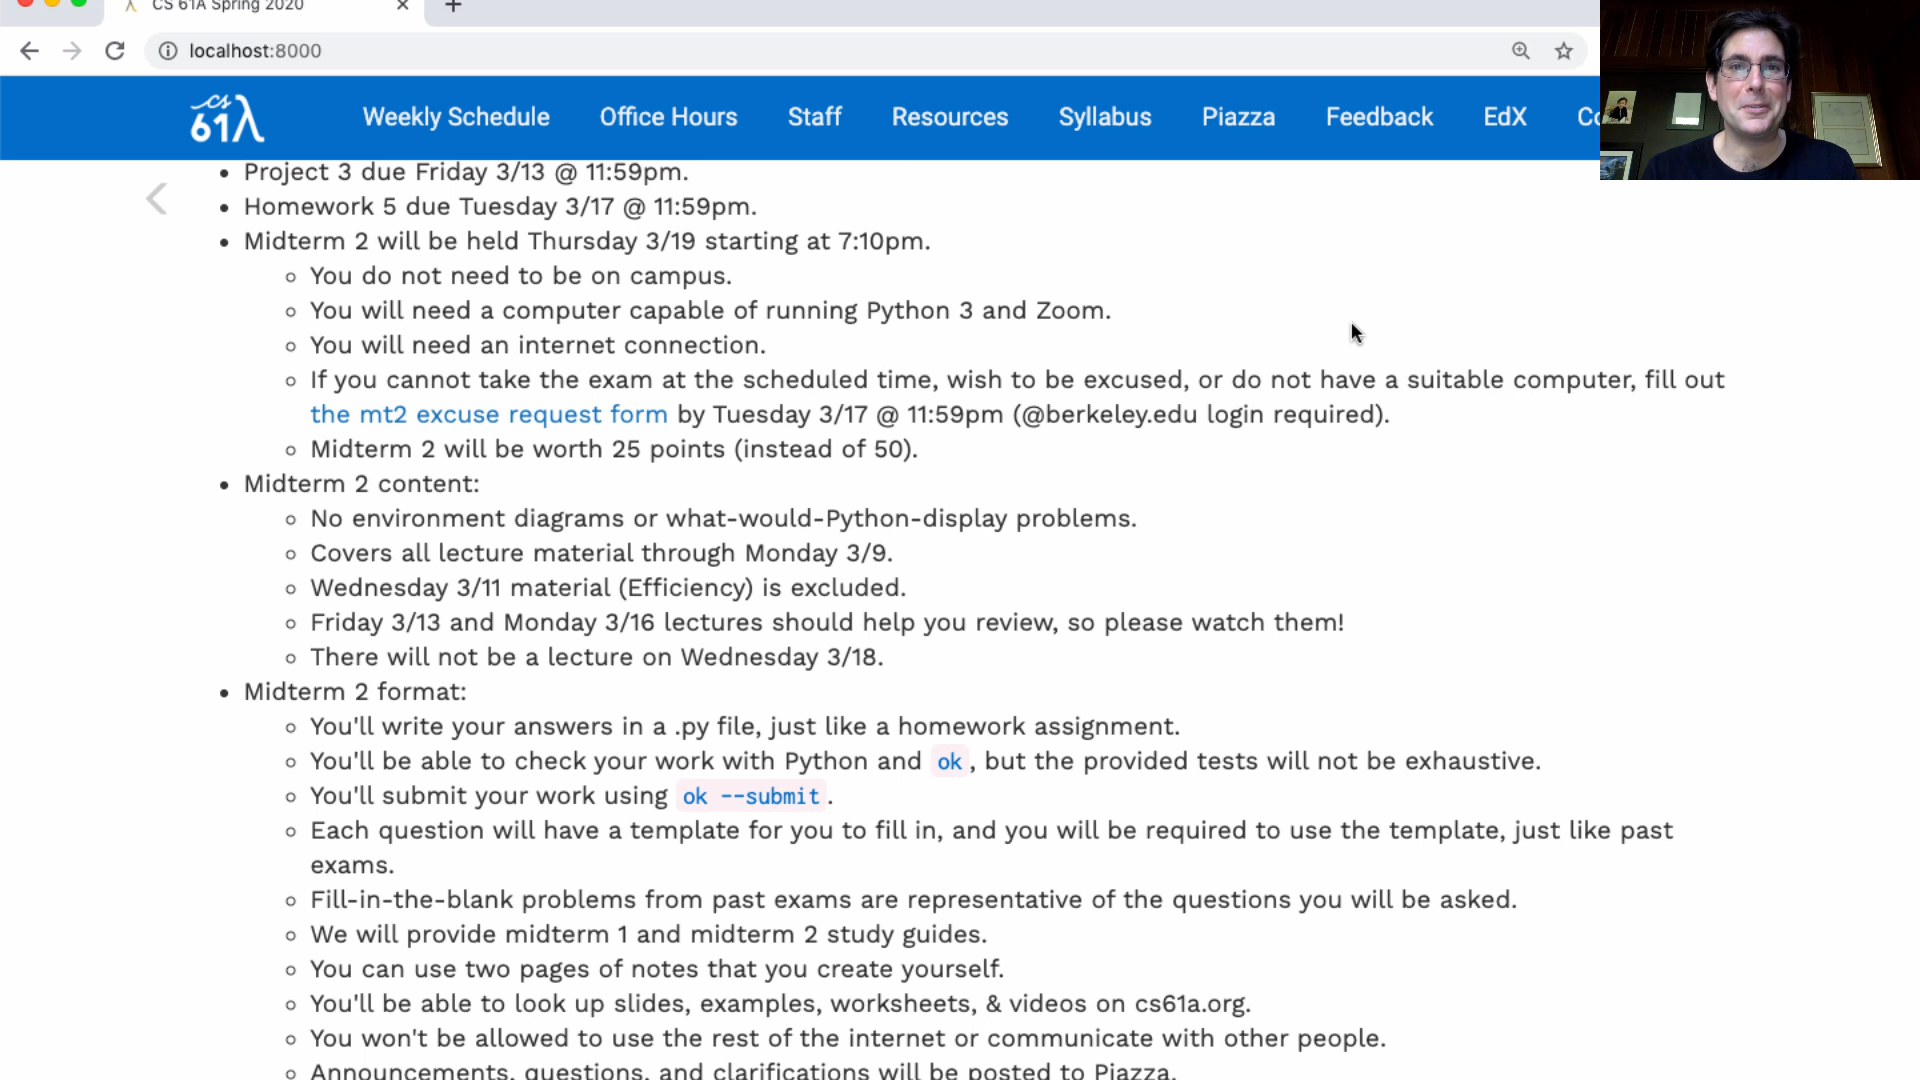 CS 61A Spring 2020
localhost:8000
cs
61λ
Weekly Schedule Office Hours Staff Resources Syllabus Piazza Feedback EdX
• Project 3 due Friday 3/13 @ 11:59pm.
• Homework 5 due Tuesday 3/17 @ 11:59pm.
• Midterm 2 will be held Thursday 3/19 starting at 7:10pm.
◦ You do not need to be on campus.
◦ You will need a computer capable of running Python 3 and Zoom.
◦ You will need an internet connection.
◦ If you cannot take the exam at the scheduled time, wish to be excused, or do not have a suitable computer, fill out
the mt2 excuse request form by Tuesday 3/17 @ 11:59pm (@berkeley.edu login required).
◦ Midterm 2 will be worth 25 points (instead of 50).
• Midterm 2 content:
◦ No environment diagrams or what-would-Python-display problems.
◦ Covers all lecture material through Monday 3/9.
◦ Wednesday 3/11 material (Efficiency) is excluded.
◦ Friday 3/13 and Monday 3/16 lectures should help you review, so please watch them!
◦ There will not be a lecture on Wednesday 3/18.
• Midterm 2 format:
◦ You'll write your answers in a .py file, just like a homework assignment.
◦ You'll be able to check your work with Python and ok, but the provided tests will not be exhaustive.
◦ You'll submit your work using ok --submit.
◦ Each question will have a template for you to fill in, and you will be required to use the template, just like past
exams.
◦ Fill-in-the-blank problems from past exams are representative of the questions you will be asked.
◦ We will provide midterm 1 and midterm 2 study guides.
◦ You can use two pages of notes that you create yourself.
◦ You'll be able to look up slides, examples, worksheets, & videos on cs61a.org.
◦ You won't be allowed to use the rest of the internet or communicate with other people.
◦ Announcements, questions, and clarifications will be posted to Piazza.